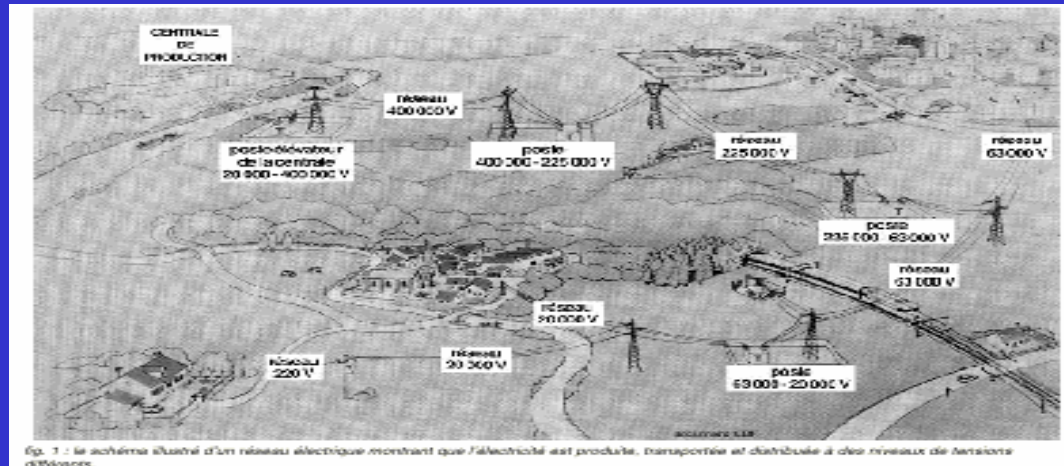 CENTRALE
DE
PRODUCTION
réseau
400 000 V
poste élévateur
de la centrale
20 000 - 400 000 V
poste
400 000 - 225 000 V
réseau
225 000 V
réseau
63 000 V
poste
225 000 - 63 000 V
réseau
63 000 V
réseau
20 000 V
réseau
220 V
réseau
20 000 V
poste
63 000 - 20 000 V
fig. 1 : le schéma illustré d'un réseau électrique montrant que l'électricité est produite, transportée et distribuée à des niveaux de tensions
différents.